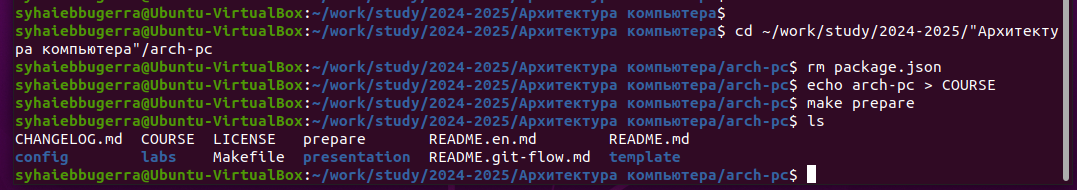 syhaiebbugerra@Ubuntu-VirtualBox:~/work/study/2024-2025/Архитектура компьютера$
syhaiebbugerra@Ubuntu-VirtualBox:~/work/study/2024-2025/Архитектура компьютера$ cd ~/work/study/2024-2025/"Архитекту
ра компьютера"/arch-pc
syhaiebbugerra@Ubuntu-VirtualBox:~/work/study/2024-2025/Архитектура компьютера/arch-pc$ rm package.json
syhaiebbugerra@Ubuntu-VirtualBox:~/work/study/2024-2025/Архитектура компьютера/arch-pc$ echo arch-pc > COURSE
syhaiebbugerra@Ubuntu-VirtualBox:~/work/study/2024-2025/Архитектура компьютера/arch-pc$ make prepare
syhaiebbugerra@Ubuntu-VirtualBox:~/work/study/2024-2025/Архитектура компьютера/arch-pc$ ls
CHANGELOG.md  COURSE  LICENSE   prepare       README.en.md        README.md
config        labs    Makefile  presentation  README.git-flow.md  template
syhaiebbugerra@Ubuntu-VirtualBox:~/work/study/2024-2025/Архитектура компьютера/arch-pc$